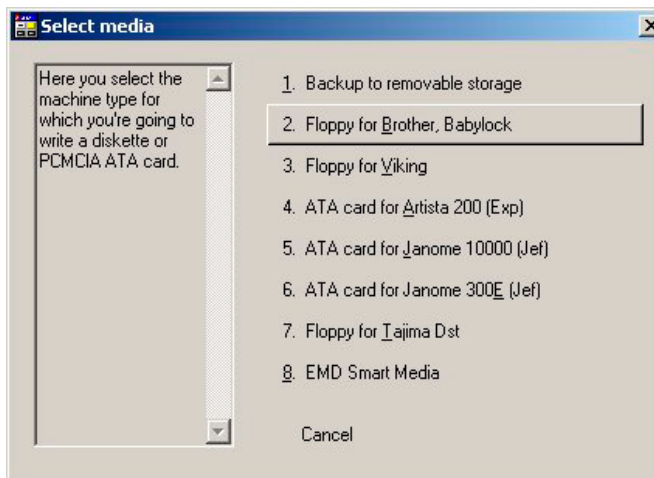 Select media
Here you select the
machine type for
which you're going to
write a diskette or
PCMCIA ATA card.
1. Backup to removable storage
2. Floppy for Brother, Babylock
3. Floppy for Viking
4. ATA card for Artista 200 (Exp)
5. ATA card for Janome 10000 (Jef)
6. ATA card for Janome 300E (Jef)
7. Floppy for Tajima Dst
8. EMD Smart Media
Cancel